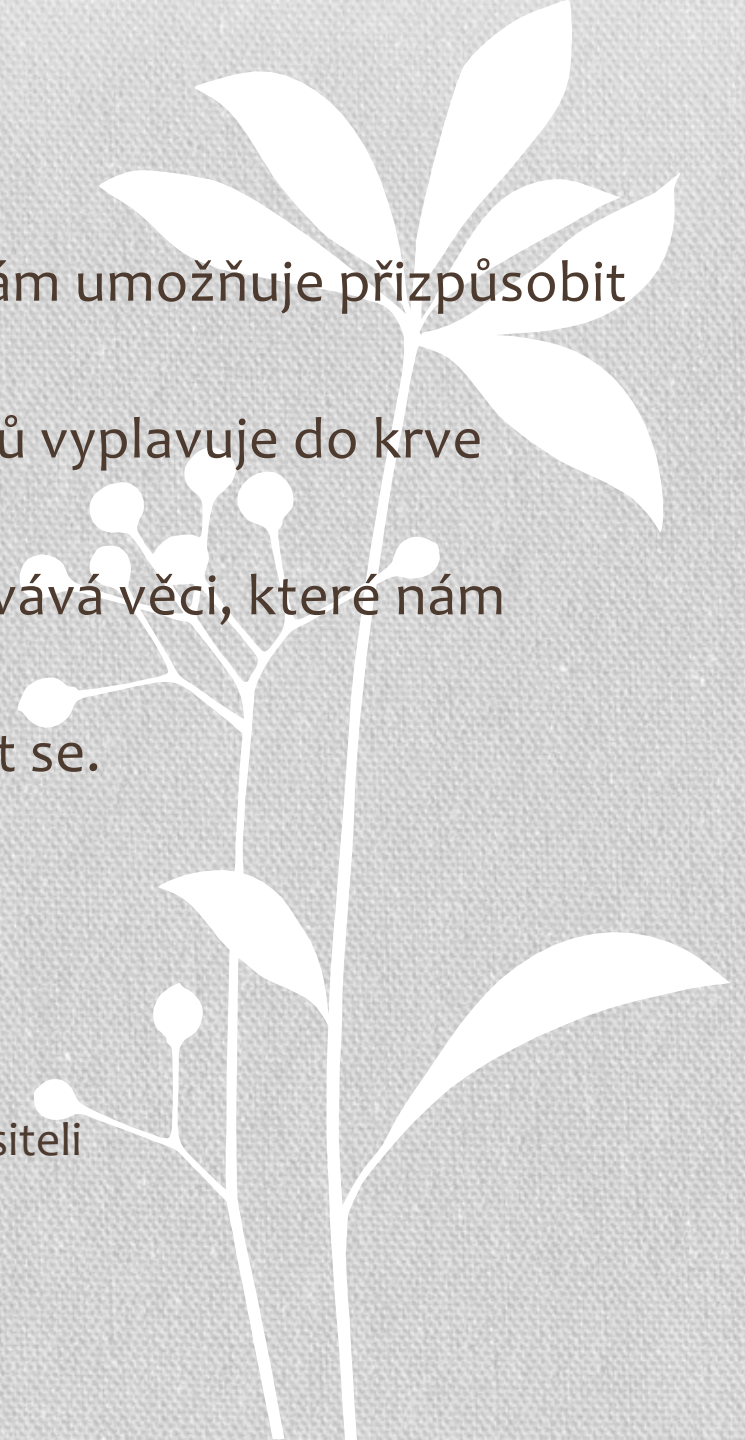 ám umožňuje přizpůsobit
ů vyplavuje do krve
vává věci, které nám
t se.
siteli